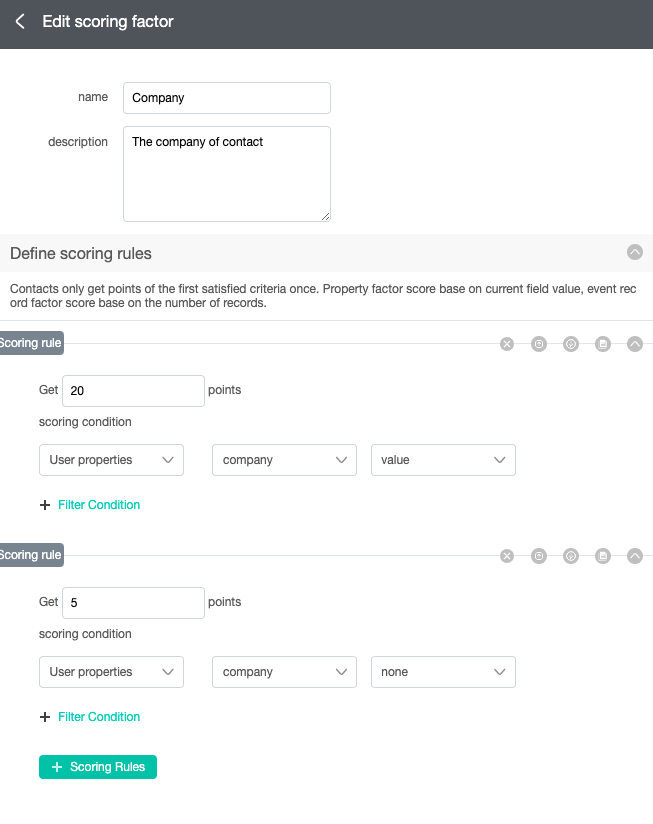 Edit scoring factor
name
Company
description
The company of contact
Define scoring rules
Contacts only get points of the first satisfied criteria once. Property factor score base on current field value, event rec
ord factor score base on the number of records.
Scoring rule
Get 20 points
scoring condition
User properties company value
+ Filter Condition
Scoring rule
Get 5 points
scoring condition
User properties company none
+ Filter Condition
+ Scoring Rules